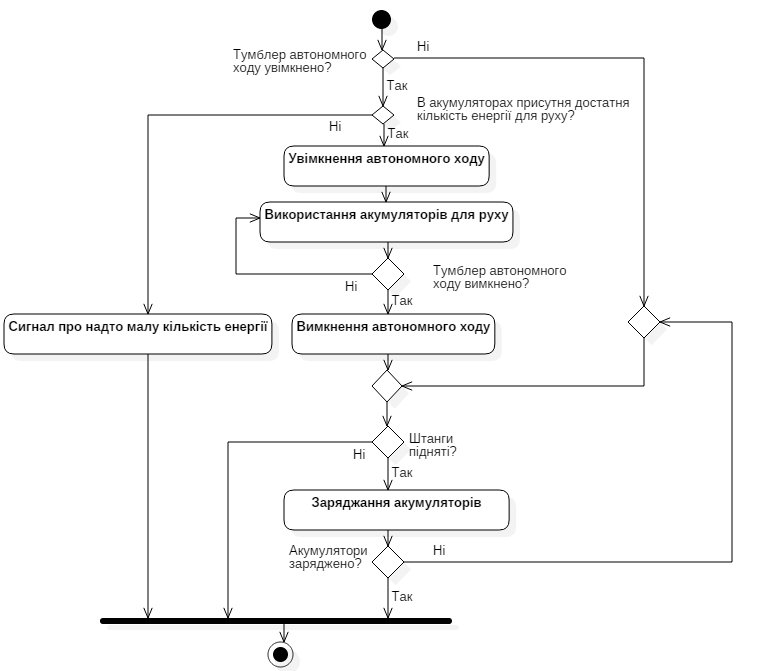 Ні
Тумблер автономного
ходу увімкнено?
Так
В акумуляторах присутня достатня
кількість енергії для руху?
Ні
Так
Увімкнення автономного ходу
Використання акумуляторів для руху
Тумблер автономного
ходу вимкнено?
Ні
Так
Сигнал про надто малу кількість енергії
Вимкнення автономного ходу
Штанги
підняті?
Ні
Так
Заряджання акумуляторів
Акумулятори
заряджено?
Ні
Так